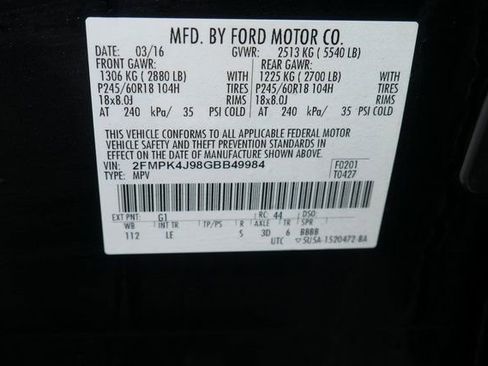 MFD. BY FORD MOTOR CO.
DATE: 03/16 GVWR: 2513 KG ( 5540 LB)
FRONT GAWR: REAR GAWR:
1306 KG ( 2880 LB) WITH 1225 KG ( 2700 LB) WITH
P245/60R18 104H TIRES P245/60R18 104H TIRES
18x8.0J RIMS 18x8.0J RIMS
AT 240 kPa/ 35 PSI COLD AT 240 kPa/ 35 PSI COLD
THIS VEHICLE CONFORMS TO ALL APPLICABLE FEDERAL MOTOR
VEHICLE SAFETY AND THEFT PREVENTION STANDARDS IN
EFFECT ON THE DATE OF MANUFACTURE SHOWN ABOVE.
VIN: 2FMPK4J98GBB49984 F0201
TYPE: MPV T0427
EXT PNT: G1 RC: 44 DSO:
WB INT TR TP/PS R AXLE TR SPR
112 LE 5 3D 6 BBBB
UTC ▽5U5A-1520472-BA